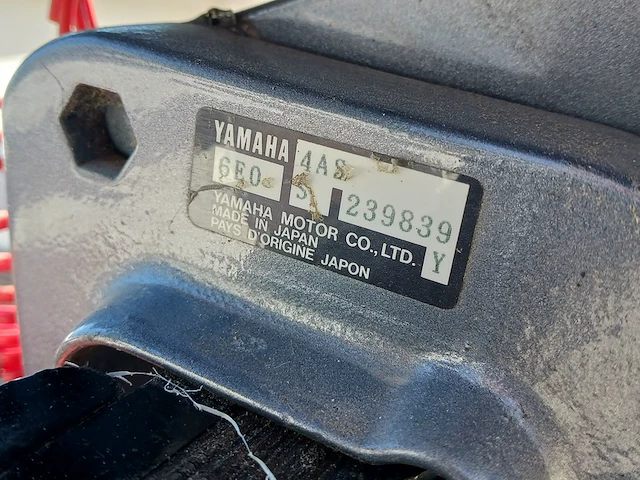 YAMAHA 4AS
6E0 S 239839
YAMAHA MOTOR CO.,LTD. Y
MADE IN JAPAN
PAYS D'ORIGINE JAPON